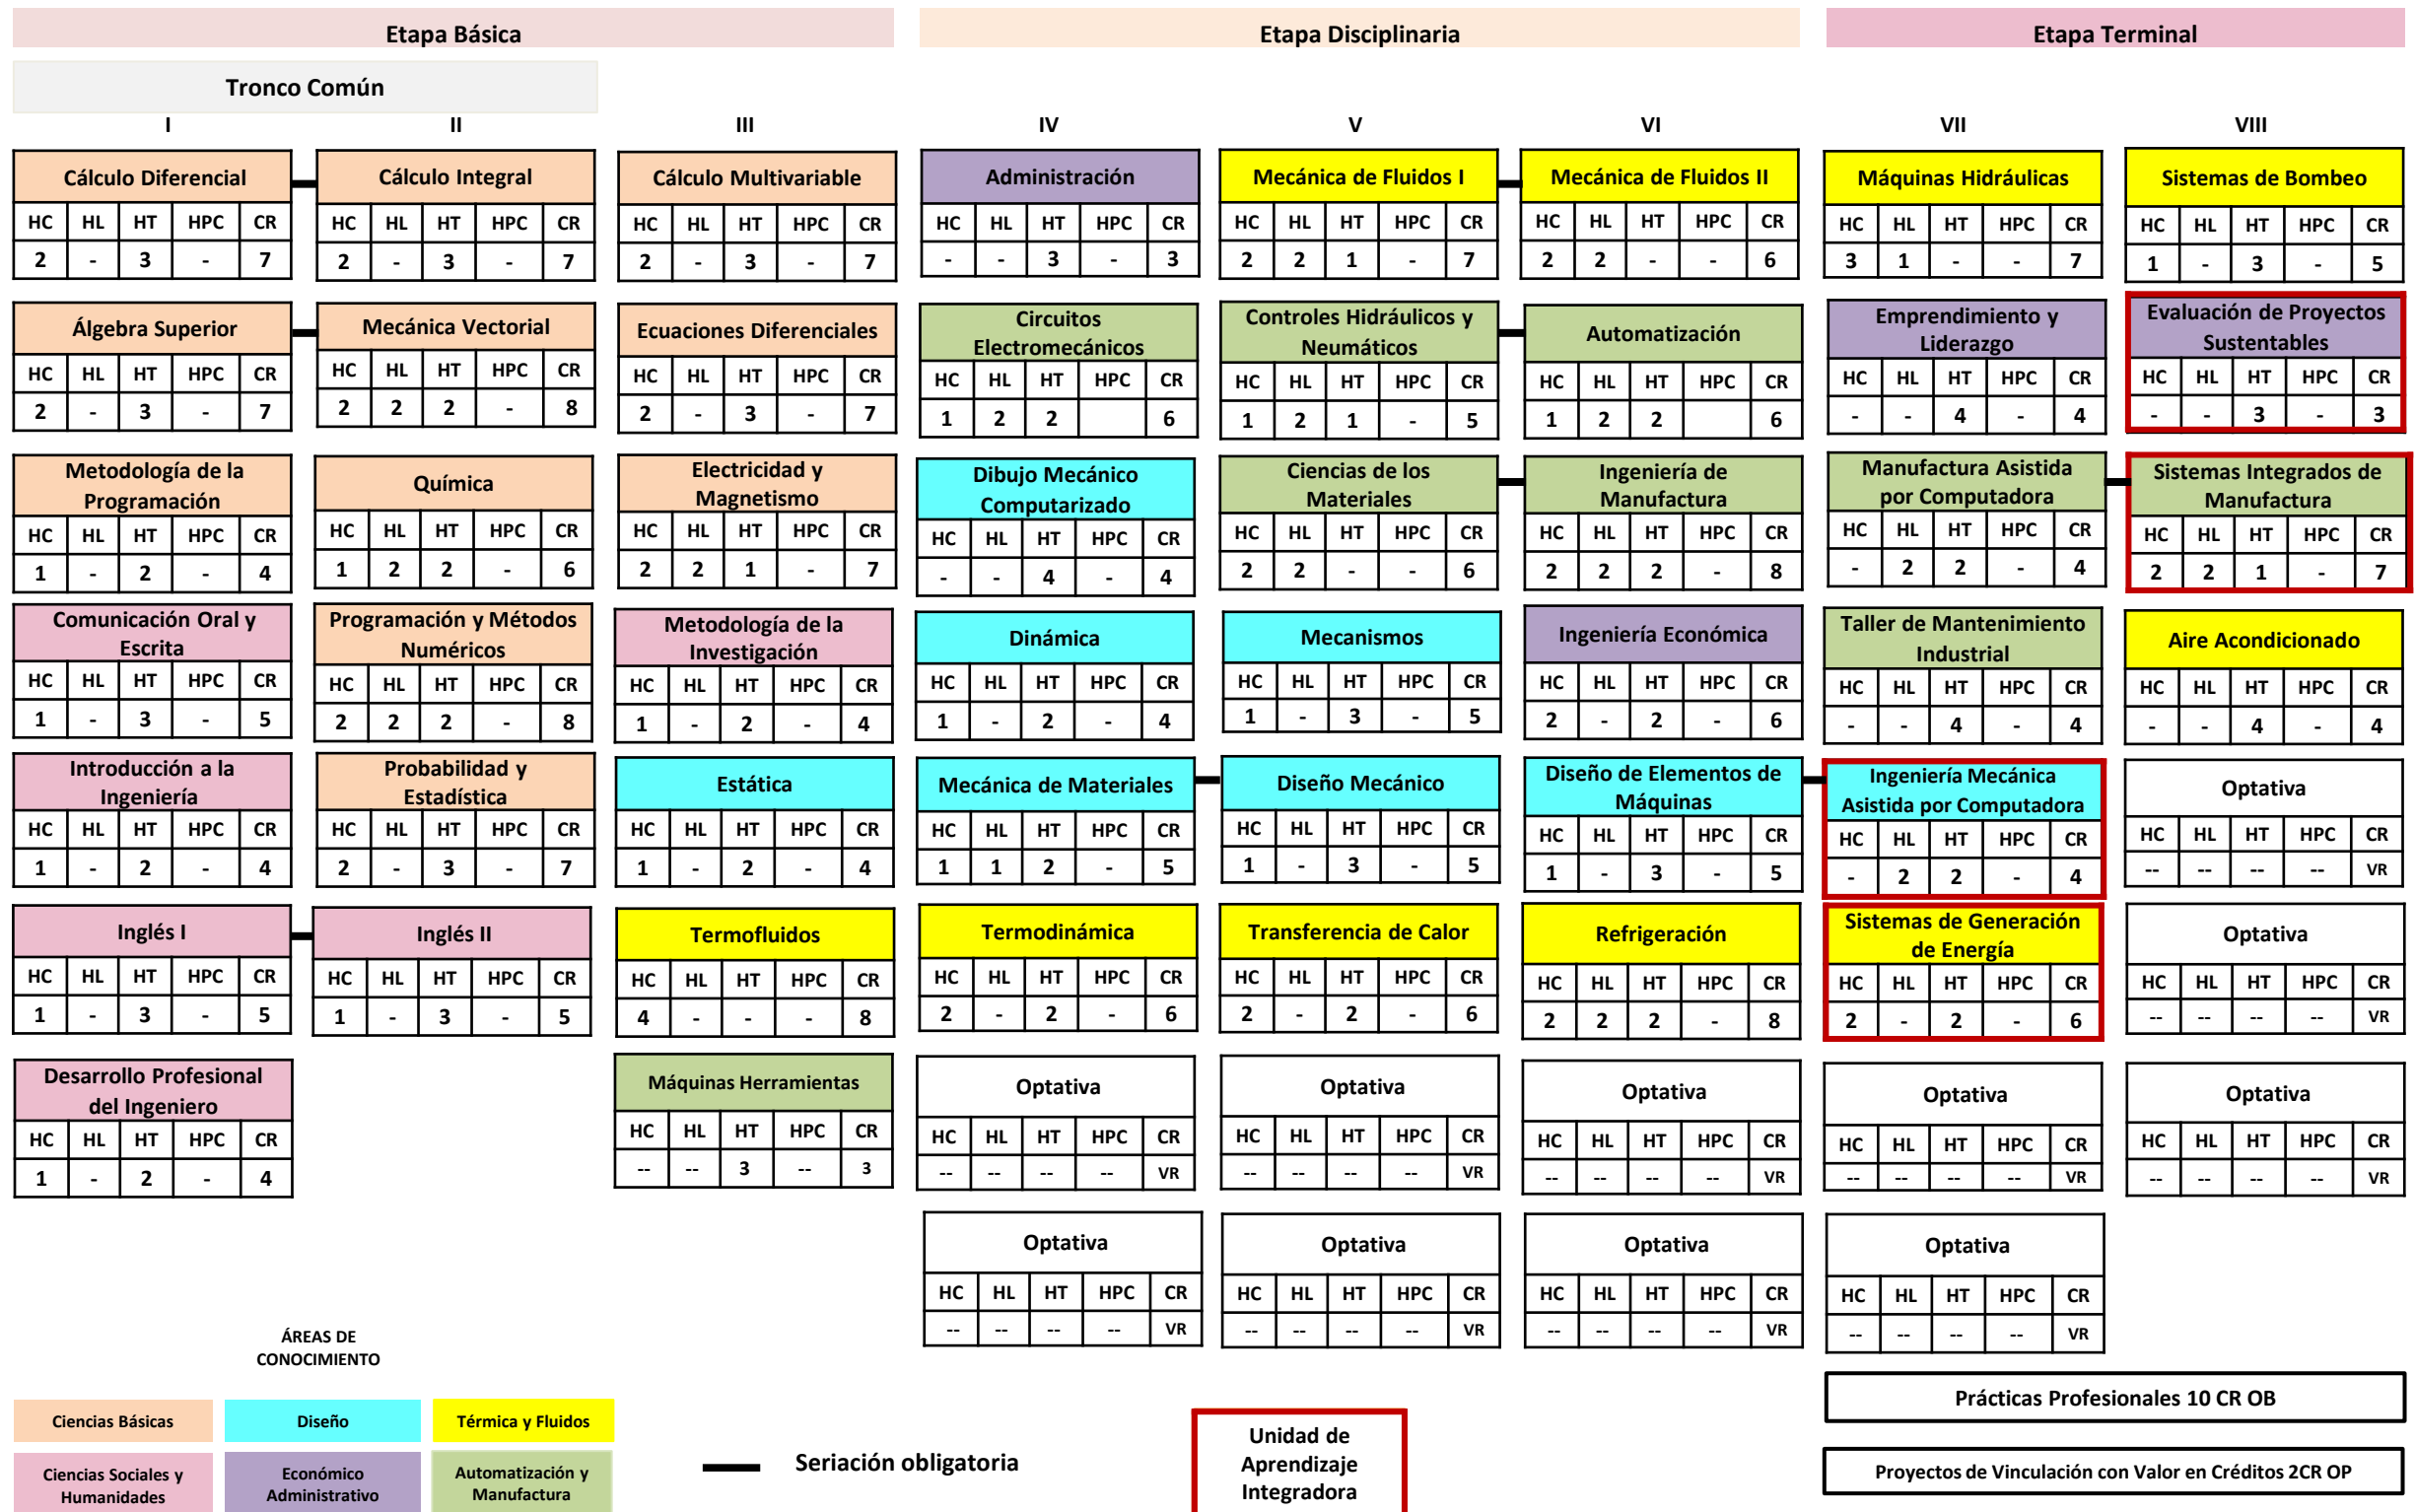 Etapa Básica
Etapa Disciplinaria
Etapa Terminal
Tronco Común
I II III IV V VI VII VIII
Cálculo Diferencial
HC HL HT HPC CR
2 - 3 - 7
Cálculo Integral
HC HL HT HPC CR
2 - 3 - 7
Cálculo Multivariable
HC HL HT HPC CR
2 - 3 - 7
Administración
HC HL HT HPC CR
- - 3 - 3
Mecánica de Fluidos I
HC HL HT HPC CR
2 2 1 - 7
Mecánica de Fluidos II
HC HL HT HPC CR
2 2 - - 6
Máquinas Hidráulicas
HC HL HT HPC CR
3 1 - - 7
Sistemas de Bombeo
HC HL HT HPC CR
1 - 3 - 5
Álgebra Superior
HC HL HT HPC CR
2 - 3 - 7
Mecánica Vectorial
HC HL HT HPC CR
2 2 2 - 8
Ecuaciones Diferenciales
HC HL HT HPC CR
2 - 3 - 7
Circuitos
Electromecánicos
HC HL HT HPC CR
1 2 2 6
Controles Hidráulicos y
Neumáticos
HC HL HT HPC CR
1 2 1 - 5
Automatización
HC HL HT HPC CR
1 2 2 6
Emprendimiento y
Liderazgo
HC HL HT HPC CR
- - 4 - 4
Evaluación de Proyectos
Sustentables
HC HL HT HPC CR
- - 3 - 3
Metodología de la
Programación
HC HL HT HPC CR
1 - 2 - 4
Química
HC HL HT HPC CR
1 2 2 - 6
Electricidad y
Magnetismo
HC HL HT HPC CR
2 2 1 - 7
Dibujo Mecánico
Computarizado
HC HL HT HPC CR
- - 4 - 4
Ciencias de los
Materiales
HC HL HT HPC CR
2 2 - - 6
Ingeniería de
Manufactura
HC HL HT HPC CR
2 2 2 - 8
Manufactura Asistida
por Computadora
HC HL HT HPC CR
- 2 2 - 4
Sistemas Integrados de
Manufactura
HC HL HT HPC CR
2 2 1 - 7
Comunicación Oral y
Escrita
HC HL HT HPC CR
1 - 3 - 5
Programación y Métodos
Numéricos
HC HL HT HPC CR
2 2 2 - 8
Metodología de la
Investigación
HC HL HT HPC CR
1 - 2 - 4
Dinámica
HC HL HT HPC CR
1 - 2 - 4
Mecanismos
HC HL HT HPC CR
1 - 3 - 5
Ingeniería Económica
HC HL HT HPC CR
2 - 2 - 6
Taller de Mantenimiento
Industrial
HC HL HT HPC CR
- - 4 - 4
Aire Acondicionado
HC HL HT HPC CR
- - 4 - 4
Introducción a la
Ingeniería
HC HL HT HPC CR
1 - 2 - 4
Probabilidad y
Estadística
HC HL HT HPC CR
2 - 3 - 7
Estática
HC HL HT HPC CR
1 - 2 - 4
Mecánica de Materiales
HC HL HT HPC CR
1 1 2 - 5
Diseño Mecánico
HC HL HT HPC CR
1 - 3 - 5
Diseño de Elementos de
Máquinas
HC HL HT HPC CR
1 - 3 - 5
Ingeniería Mecánica
Asistida por Computadora
HC HL HT HPC CR
- 2 2 - 4
Optativa
HC HL HT HPC CR
-- -- -- -- VR
Inglés I
HC HL HT HPC CR
1 - 3 - 5
Inglés II
HC HL HT HPC CR
1 - 3 - 5
Termofluidos
HC HL HT HPC CR
4 - - - 8
Termodinámica
HC HL HT HPC CR
2 - 2 - 6
Transferencia de Calor
HC HL HT HPC CR
2 - 2 - 6
Refrigeración
HC HL HT HPC CR
2 2 2 - 8
Sistemas de Generación
de Energía
HC HL HT HPC CR
2 - 2 - 6
Optativa
HC HL HT HPC CR
-- -- -- -- VR
Desarrollo Profesional
del Ingeniero
HC HL HT HPC CR
1 - 2 - 4
Máquinas Herramientas
HC HL HT HPC CR
-- -- 3 -- 3
Optativa
HC HL HT HPC CR
-- -- -- -- VR
Optativa
HC HL HT HPC CR
-- -- -- -- VR
Optativa
HC HL HT HPC CR
-- -- -- -- VR
Optativa
HC HL HT HPC CR
-- -- -- -- VR
Optativa
HC HL HT HPC CR
-- -- -- -- VR
Optativa
HC HL HT HPC CR
-- -- -- -- VR
Optativa
HC HL HT HPC CR
-- -- -- -- VR
Optativa
HC HL HT HPC CR
-- -- -- -- VR
Optativa
HC HL HT HPC CR
-- -- -- -- VR
ÁREAS DE
CONOCIMIENTO
Ciencias Básicas
Diseño
Térmica y Fluidos
Ciencias Sociales y
Humanidades
Económico
Administrativo
Automatización y
Manufactura
Seriación obligatoria
Unidad de
Aprendizaje
Integradora
Prácticas Profesionales 10 CR OB
Proyectos de Vinculación con Valor en Créditos 2CR OP